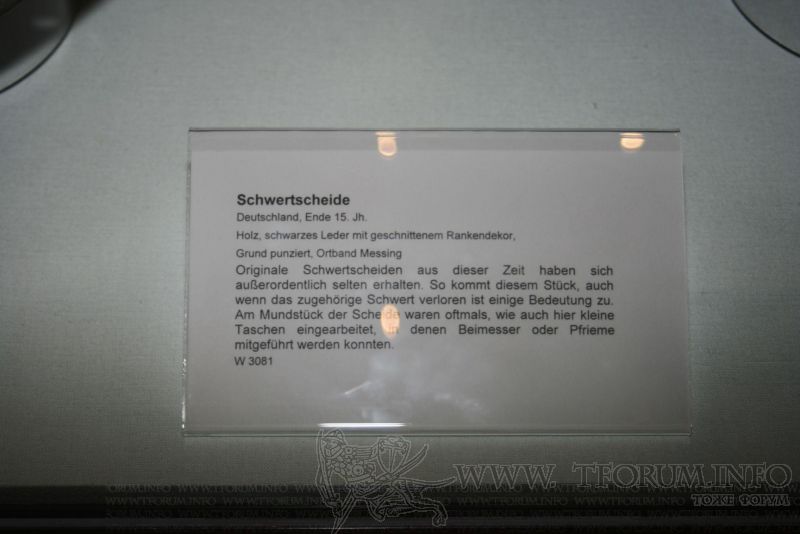 Schwertscheide
Deutschland, Ende 15. Jh.
Holz, schwarzes Leder mit geschnittenem Rankendekor,
Grund punziert, Ortband Messing
Originale Schwertscheiden aus dieser Zeit haben sich
außerordentlich selten erhalten. So kommt diesem Stück, auch
wenn das zugehörige Schwert verloren ist einige Bedeutung zu.
Am Mundstück der Scheide waren oftmals, wie auch hier kleine
Taschen eingearbeitet, in denen Beimesser oder Pfrieme
mitgeführt werden konnten.
W 3081
WWW. TFORUM.INFO
ТОЖЕ ФОРУМ